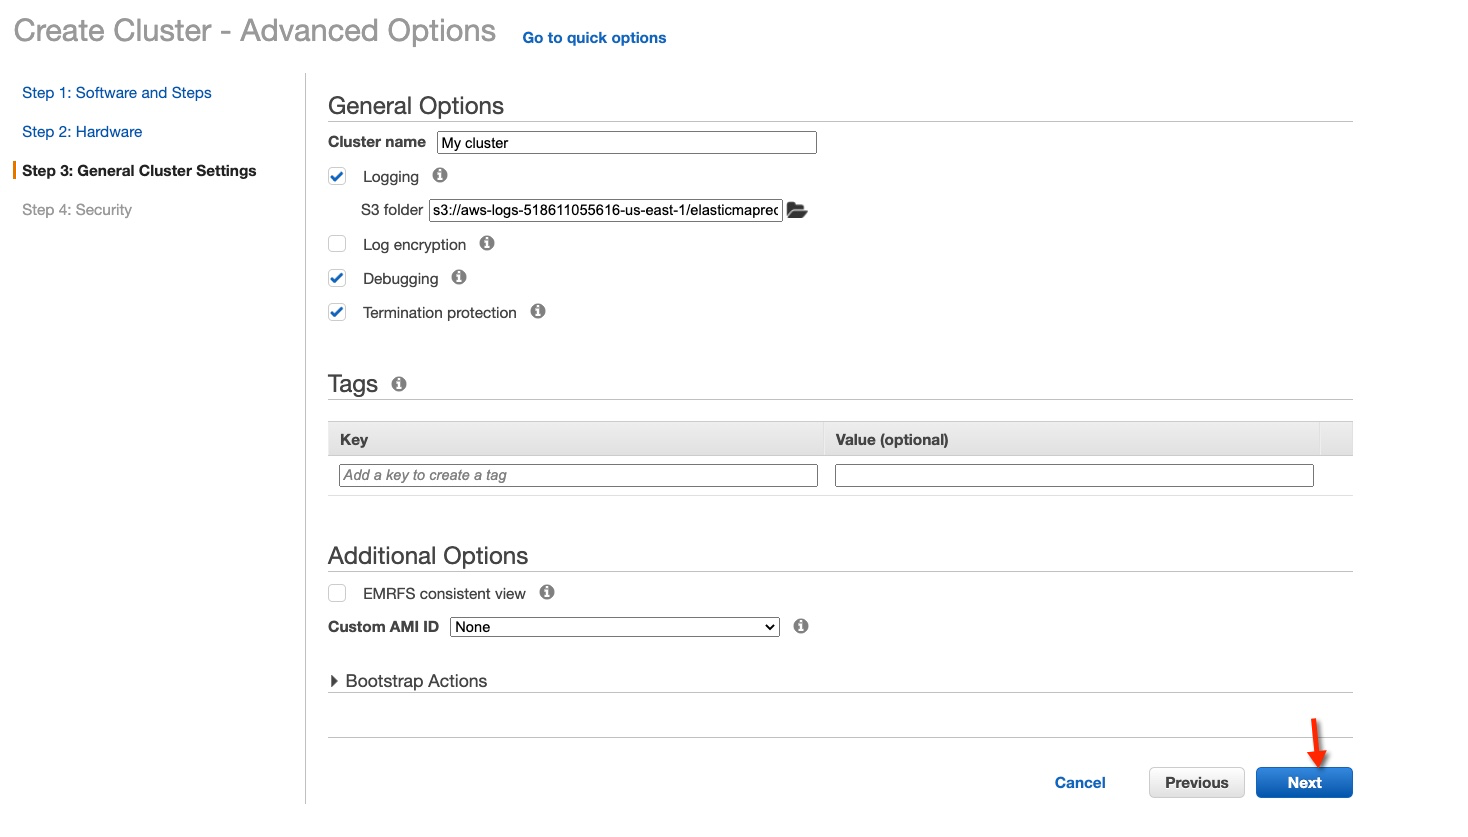 Create Cluster - Advanced Options Go to quick options
Step 1: Software and Steps
Step 2: Hardware
Step 3: General Cluster Settings
Step 4: Security
General Options
Cluster name My cluster
Logging
S3 folder s3://aws-logs-518611055616-us-east-1/elasticmaprec
Log encryption
Debugging
Termination protection
Tags
Key Value (optional)
Add a key to create a tag
Additional Options
EMRFS consistent view
Custom AMI ID None
Bootstrap Actions
Cancel Previous Next